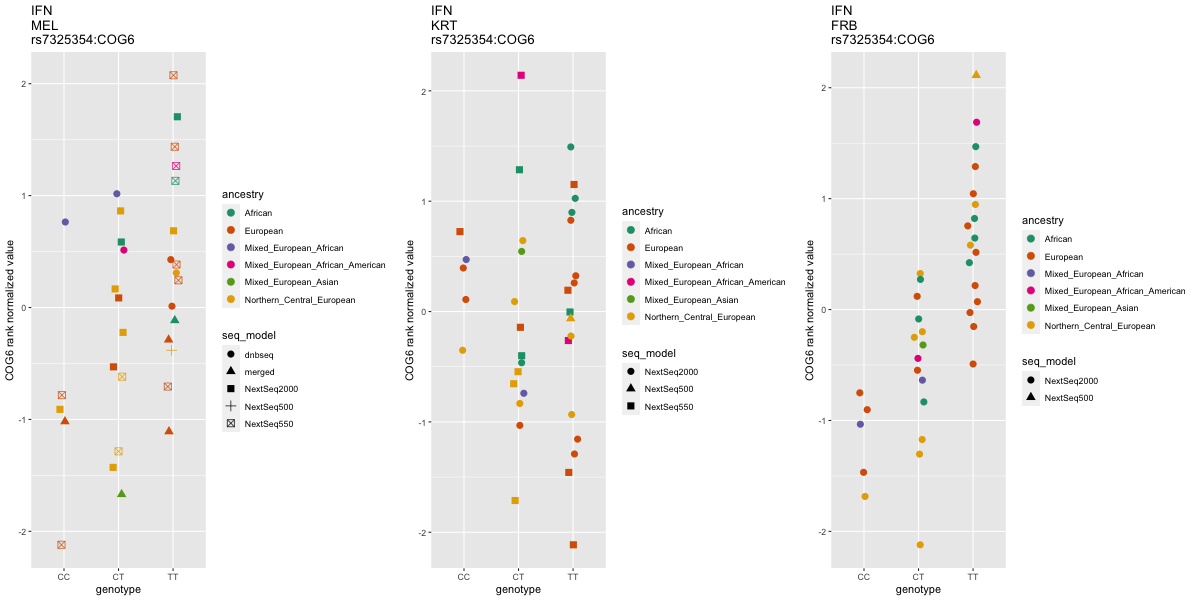 IFN
MEL
rs7325354:COG6
COG6 rank normalized value
2
1
0
-1
-2
CC
CT
TT
genotype
ancestry
African
European
Mixed_European_African
Mixed_European_African_American
Mixed_European_Asian
Northern_Central_European
seq_model
dnbseq
merged
NextSeq2000
NextSeq500
NextSeq550
IFN
KRT
rs7325354:COG6
COG6 rank normalized value
2
1
0
-1
-2
CC
CT
TT
genotype
ancestry
African
European
Mixed_European_African
Mixed_European_African_American
Mixed_European_Asian
Northern_Central_European
seq_model
NextSeq2000
NextSeq500
NextSeq550
IFN
FRB
rs7325354:COG6
COG6 rank normalized value
2
1
0
-1
-2
CC
CT
TT
genotype
ancestry
African
European
Mixed_European_African
Mixed_European_African_American
Mixed_European_Asian
Northern_Central_European
seq_model
NextSeq2000
NextSeq500